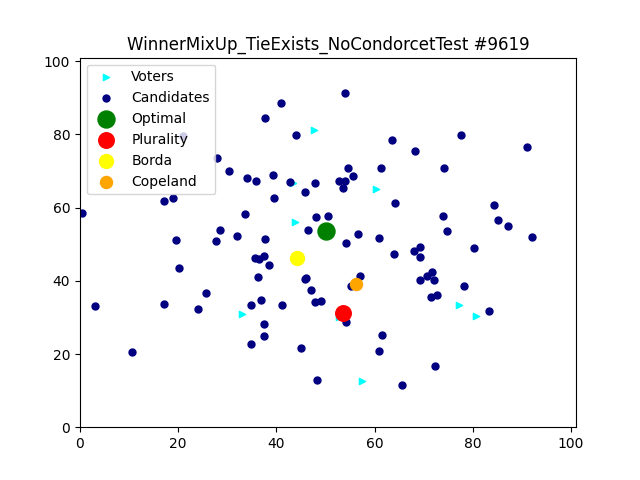 WinnerMixUp_TieExists_NoCondorcetTest #9619
Voters
Candidates
Optimal
Plurality
Borda
Copeland
100
80
60
40
20
0
0 20 40 60 80 100